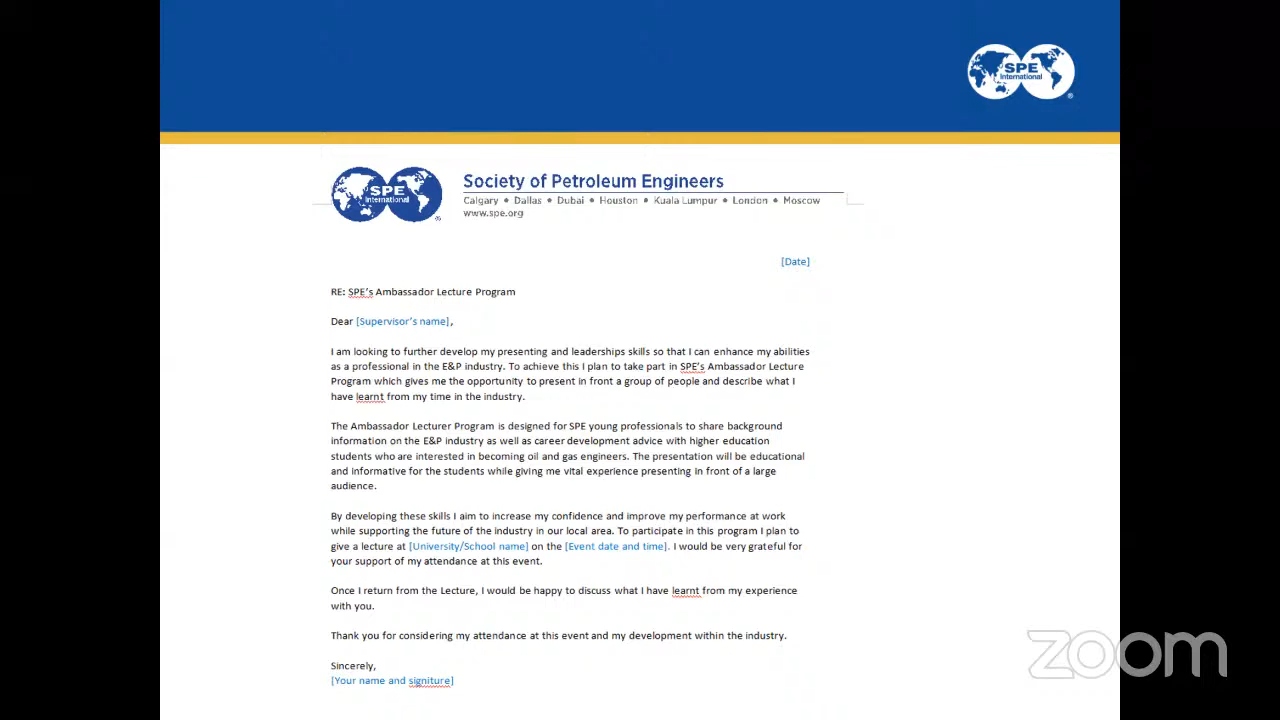 SPE
International
®
SPE
International
®
Society of Petroleum Engineers
Calgary • Dallas • Dubai • Houston • Kuala Lumpur • London • Moscow
www.spe.org
[Date]
RE: SPE's Ambassador Lecture Program
Dear [Supervisor's name],
I am looking to further develop my presenting and leaderships skills so that I can enhance my abilities
as a professional in the E&P industry. To achieve this I plan to take part in SPE's Ambassador Lecture
Program which gives me the opportunity to present in front a group of people and describe what I
have learnt from my time in the industry.
The Ambassador Lecturer Program is designed for SPE young professionals to share background
information on the E&P industry as well as career development advice with higher education
students who are interested in becoming oil and gas engineers. The presentation will be educational
and informative for the students while giving me vital experience presenting in front of a large
audience.
By developing these skills I aim to increase my confidence and improve my performance at work
while supporting the future of the industry in our local area. To participate in this program I plan to
give a lecture at [University/School name] on the [Event date and time]. I would be very grateful for
your support of my attendance at this event.
Once I return from the Lecture, I would be happy to discuss what I have learnt from my experience
with you.
Thank you for considering my attendance at this event and my development within the industry.
Sincerely,
[Your name and signiture]
zoom